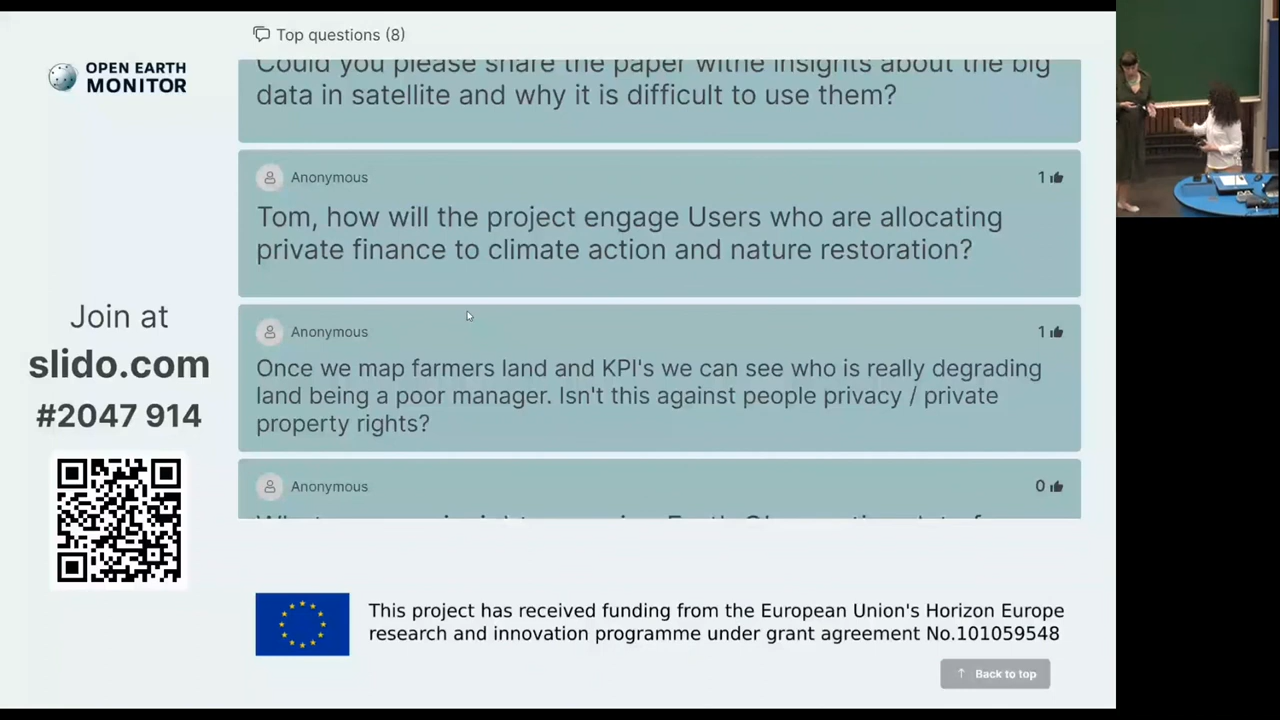 Top questions (8)
OPEN EARTH
MONITOR
Could you please share the paper withe insights about the big
data in satellite and why it is difficult to use them?
Anonymous
1
Tom, how will the project engage Users who are allocating
private finance to climate action and nature restoration?
Anonymous
1
Once we map farmers land and KPI's we can see who is really degrading
land being a poor manager. Isn't this against people privacy / private
property rights?
Anonymous
0
Join at
slido.com
#2047 914
This project has received funding from the European Union's Horizon Europe
research and innovation programme under grant agreement No.101059548
Back to top